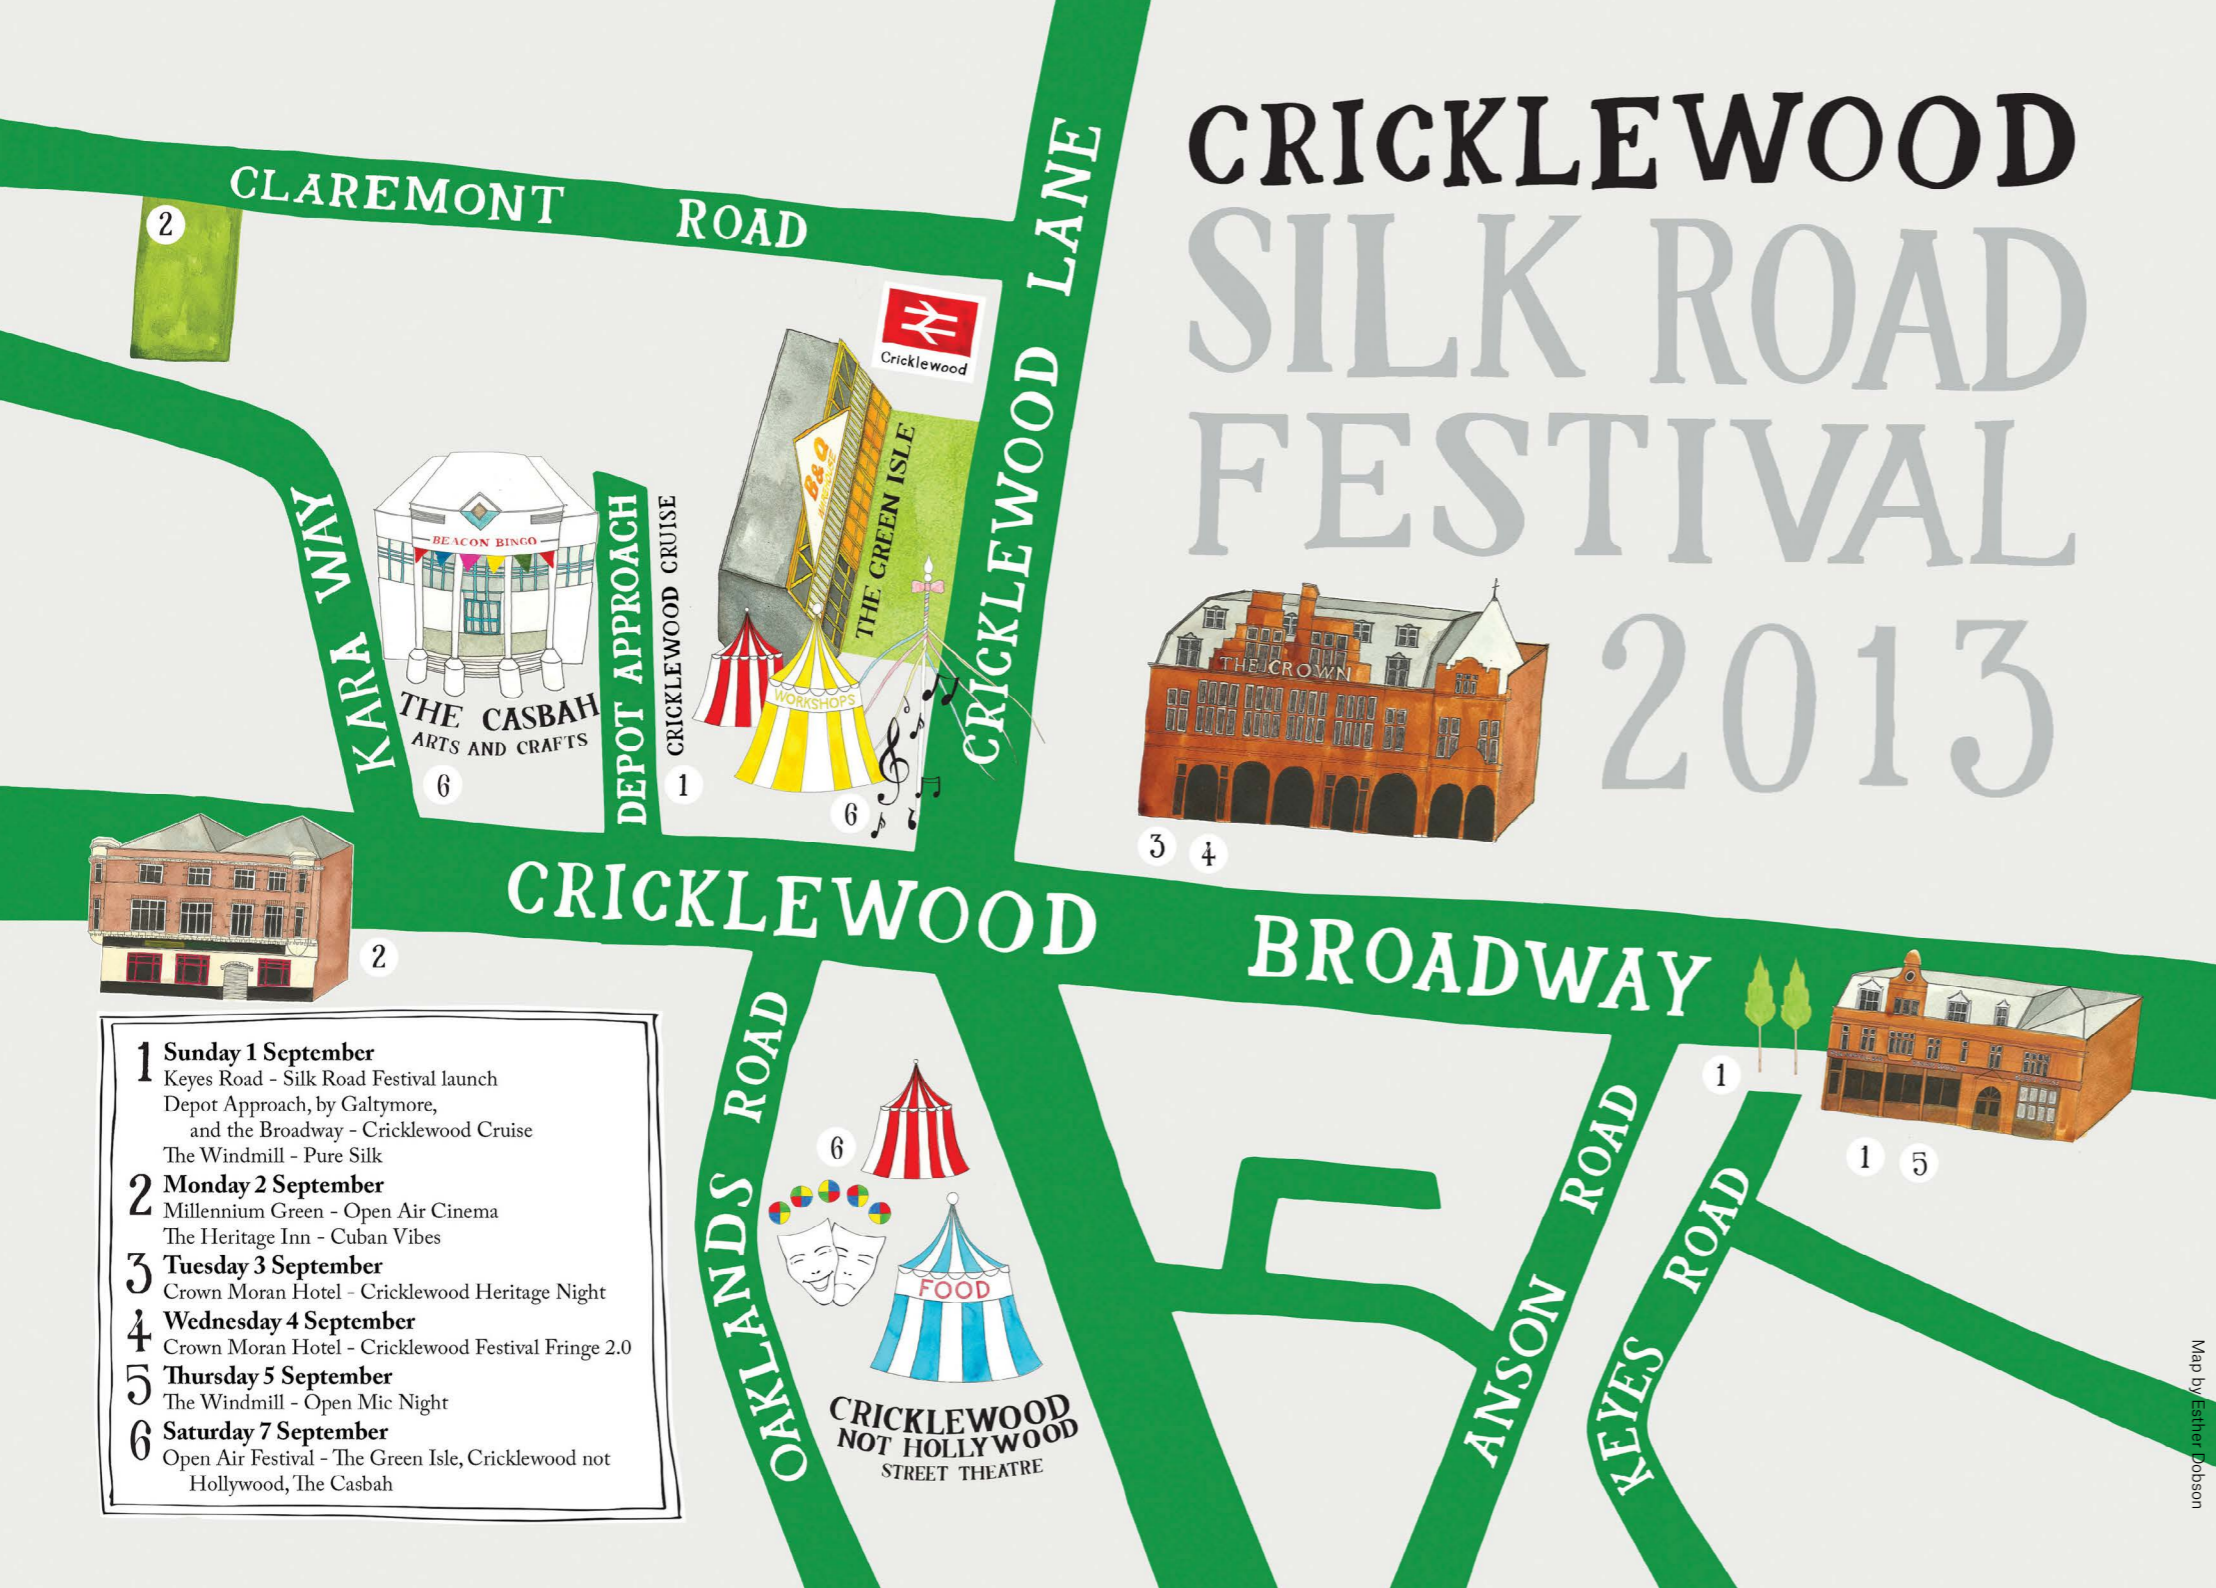 CRICKLEWOOD
SILK ROAD
FESTIVAL
2013
CLAREMONT ROAD
CRICKLEWOOD LANE
2
Cricklewood
B&Q
THE GREEN ISLE
KARA WAY
BEACON BINGO
THE CASBAH
ARTS AND CRAFTS
6
DEPOT APPROACH
CRICKLEWOOD CRUISE
1
WORKSHOPS
6
THE CROWN
3 4
CRICKLEWOOD BROADWAY
2
1
1 5
OAKLANDS ROAD
6
FOOD
CRICKLEWOOD
NOT HOLLYWOOD
STREET THEATRE
ANSON ROAD
KEYES ROAD
1 Sunday 1 September
Keyes Road - Silk Road Festival launch
Depot Approach, by Galtymore,
and the Broadway - Cricklewood Cruise
The Windmill - Pure Silk
2 Monday 2 September
Millennium Green - Open Air Cinema
The Heritage Inn - Cuban Vibes
3 Tuesday 3 September
Crown Moran Hotel - Cricklewood Heritage Night
4 Wednesday 4 September
Crown Moran Hotel - Cricklewood Festival Fringe 2.0
5 Thursday 5 September
The Windmill - Open Mic Night
6 Saturday 7 September
Open Air Festival - The Green Isle, Cricklewood not
Hollywood, The Casbah
Map by Esther Dobson